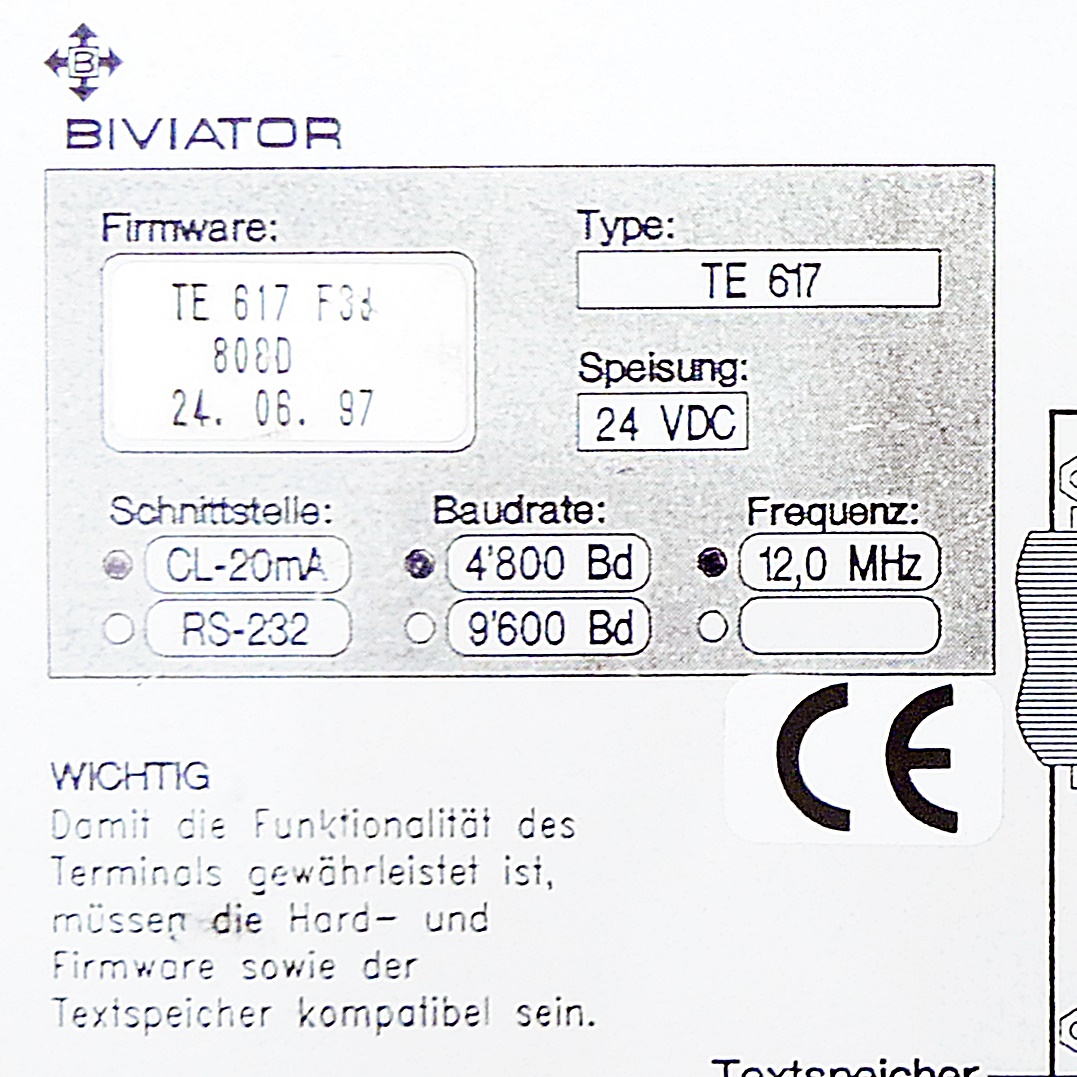 B
BIVIATOR
Firmware:
TE 617 F3d
808D
24. 06. 97
Type:
TE 617
Speisung:
24 VDC
Schnittstelle:
CL-20mA
RS-232
Baudrate:
4'800 Bd
9'600 Bd
Frequenz:
12,0 MHz
CE
WICHTIG
Damit die Funktionalität des
Terminals gewährleistet ist,
müssen die Hard- und
Firmware sowie der
Textspeicher kompatibel sein.
Textspeicher